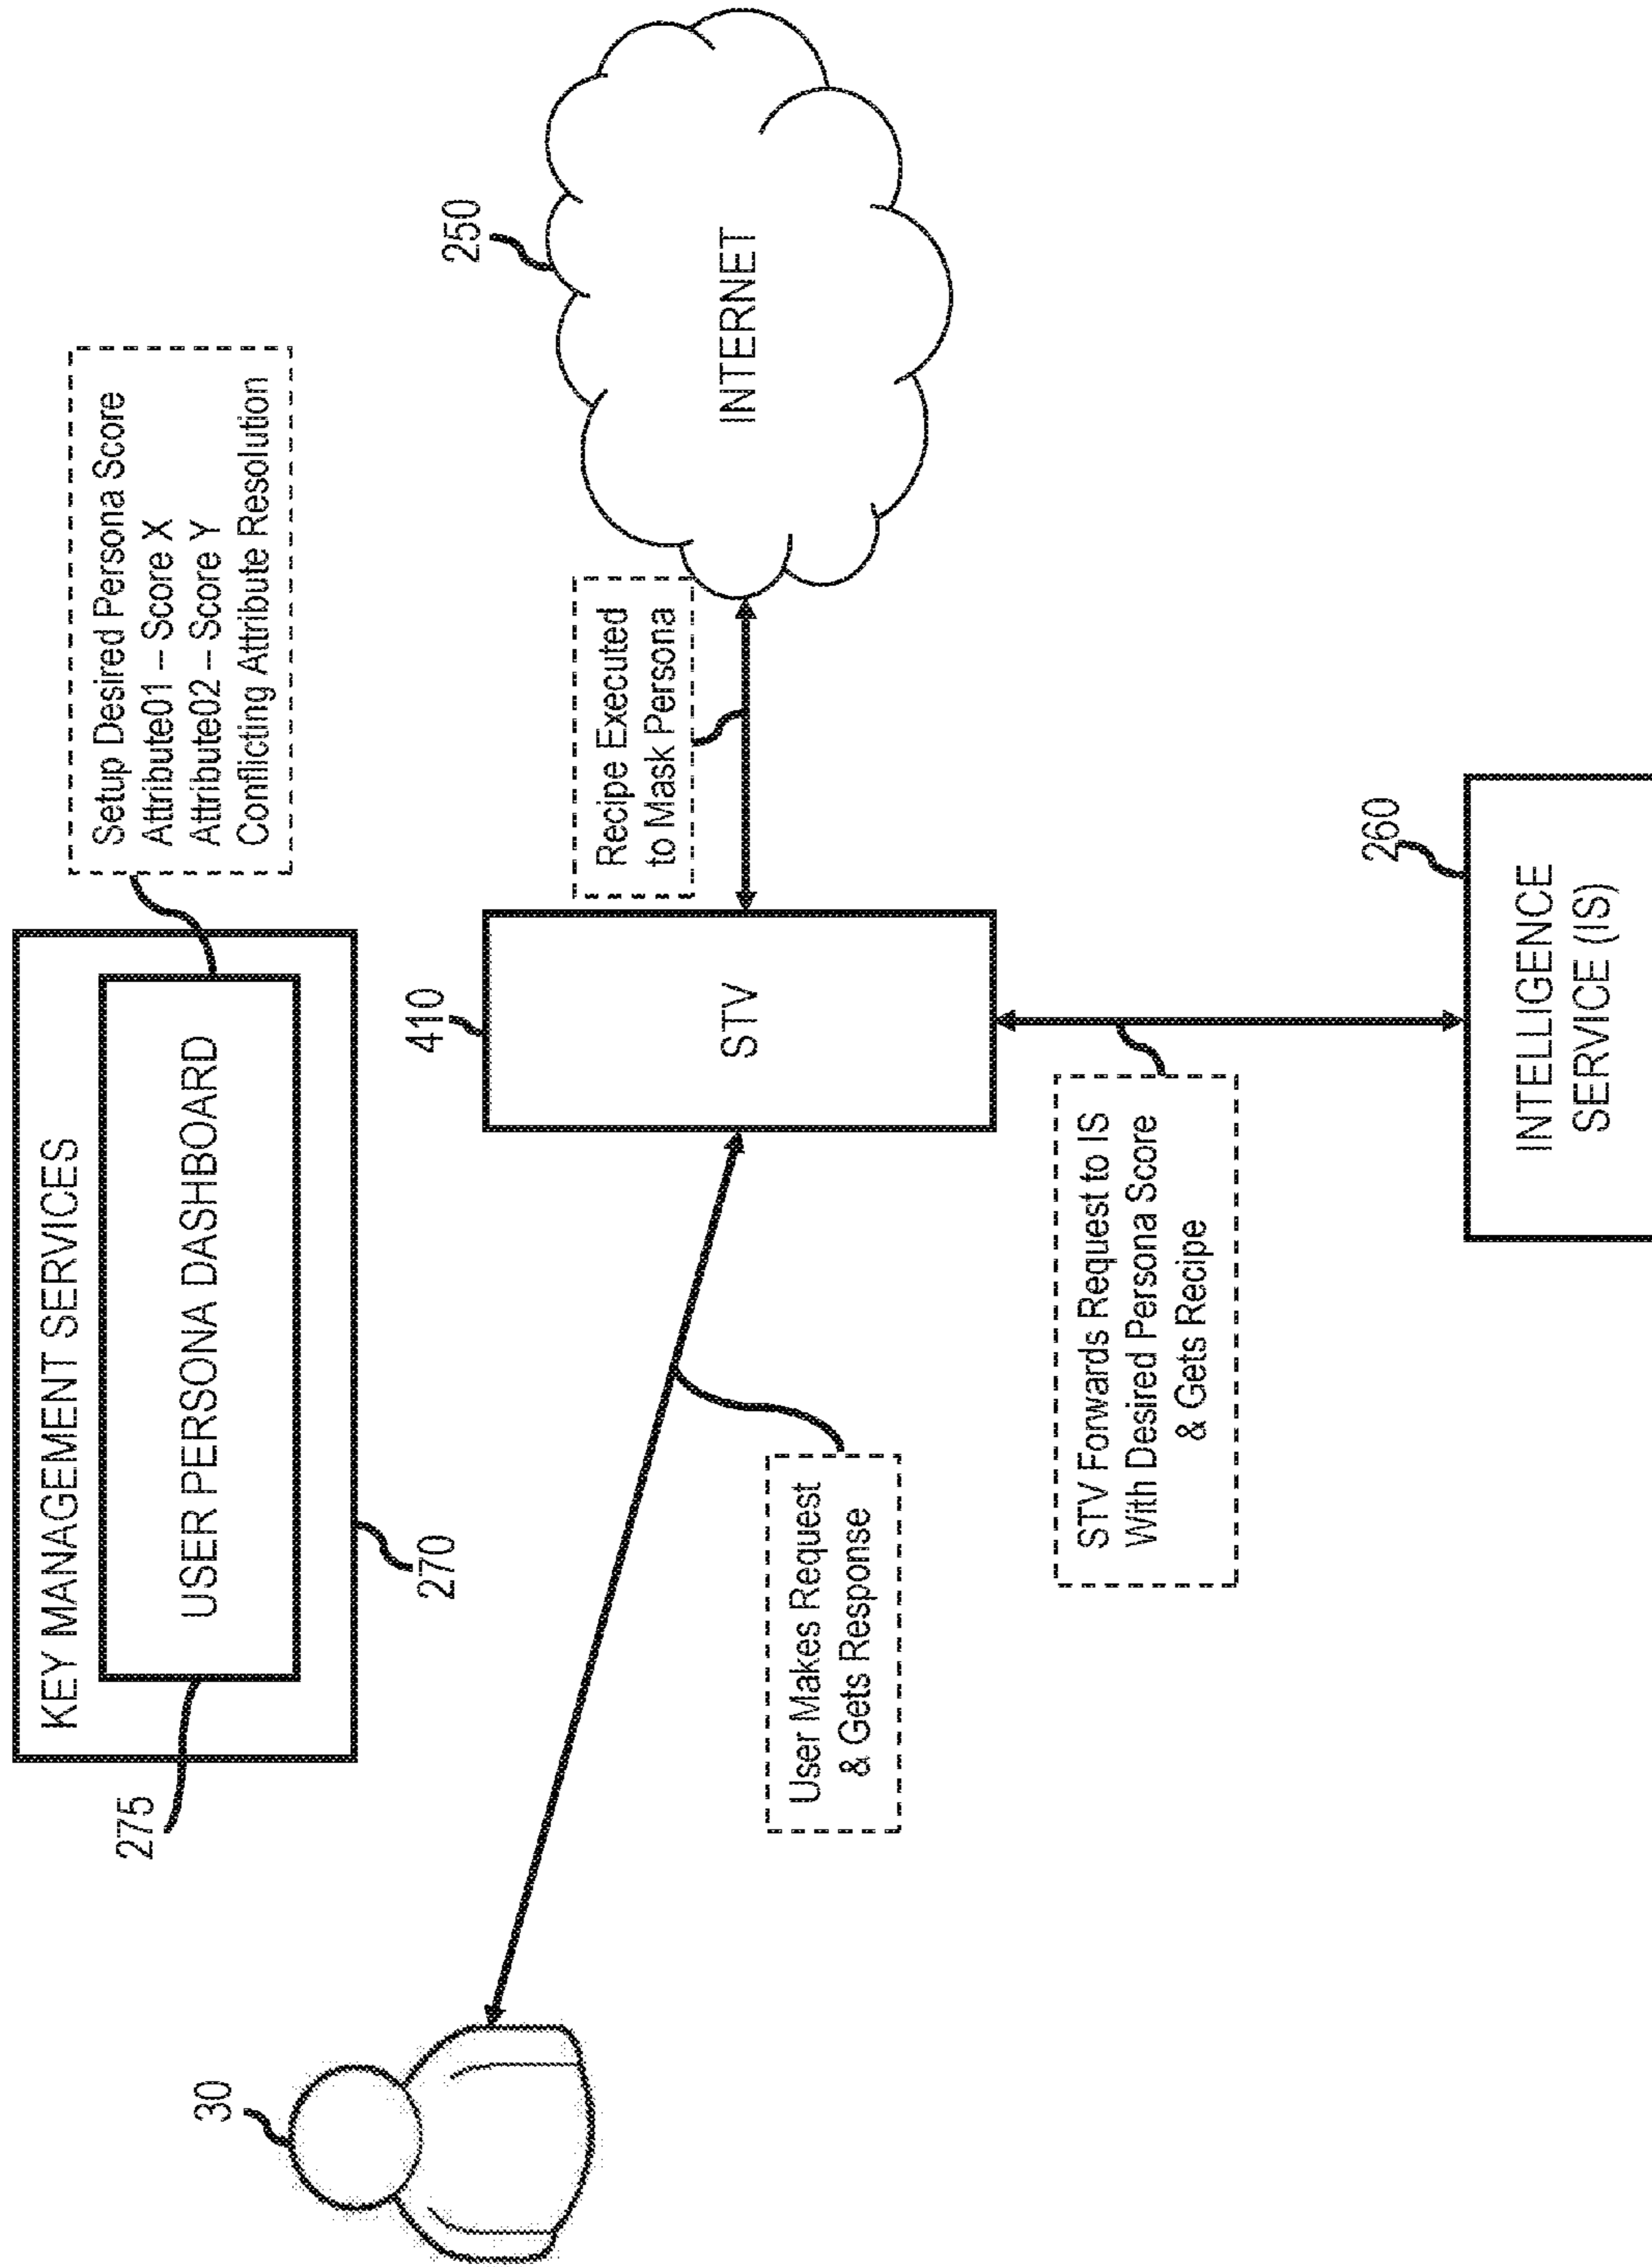 KEY MANAGEMENT SERVICES
USER PERSONA DASHBOARD
275
270
Setup Desired Persona Score
Attribute01 – Score X
Attribute02 – Score Y
Conflicting Attribute Resolution
30
410
STV
250
INTERNET
Recipe Executed
to Mask Persona
User Makes Request
& Gets Response
STV Forwards Request to IS
With Desired Persona Score
& Gets Recipe
260
INTELLIGENCE
SERVICE (IS)